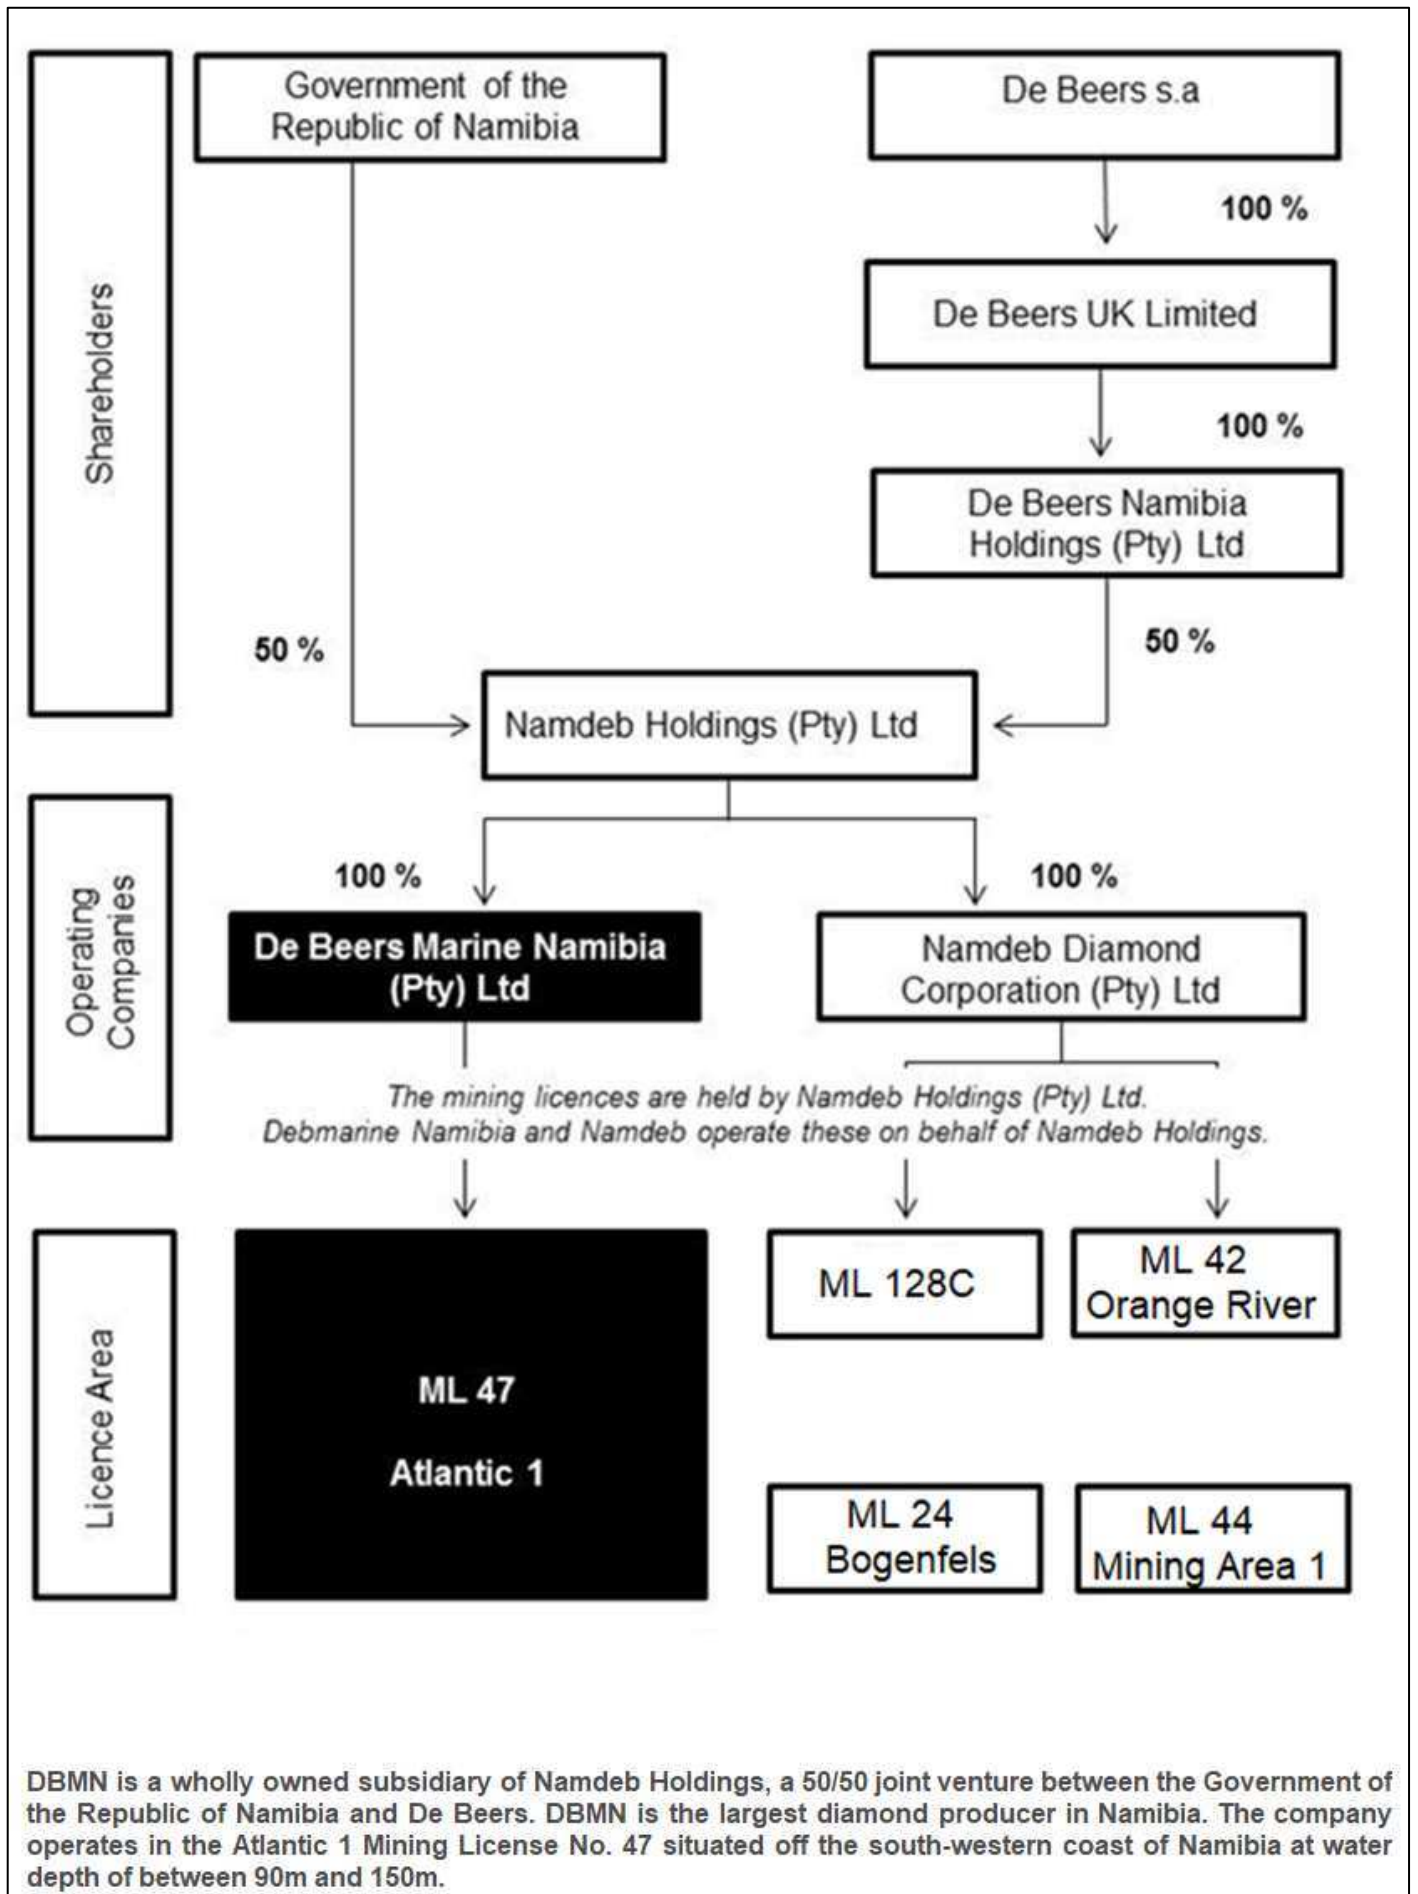 Shareholders
Government of the
Republic of Namibia
De Beers s.a
100 %
De Beers UK Limited
100 %
De Beers Namibia
Holdings (Pty) Ltd
50 %
50 %
Namdeb Holdings (Pty) Ltd
Operating
Companies
100 %
100 %
De Beers Marine Namibia
(Pty) Ltd
Namdeb Diamond
Corporation (Pty) Ltd
The mining licences are held by Namdeb Holdings (Pty) Ltd.
Debmarine Namibia and Namdeb operate these on behalf of Namdeb Holdings.
Licence Area
ML 47
Atlantic 1
ML 128C
ML 42
Orange River
ML 24
Bogenfels
ML 44
Mining Area 1
DBMN is a wholly owned subsidiary of Namdeb Holdings, a 50/50 joint venture between the Government of
the Republic of Namibia and De Beers. DBMN is the largest diamond producer in Namibia. The company
operates in the Atlantic 1 Mining License No. 47 situated off the south-western coast of Namibia at water
depth of between 90m and 150m.